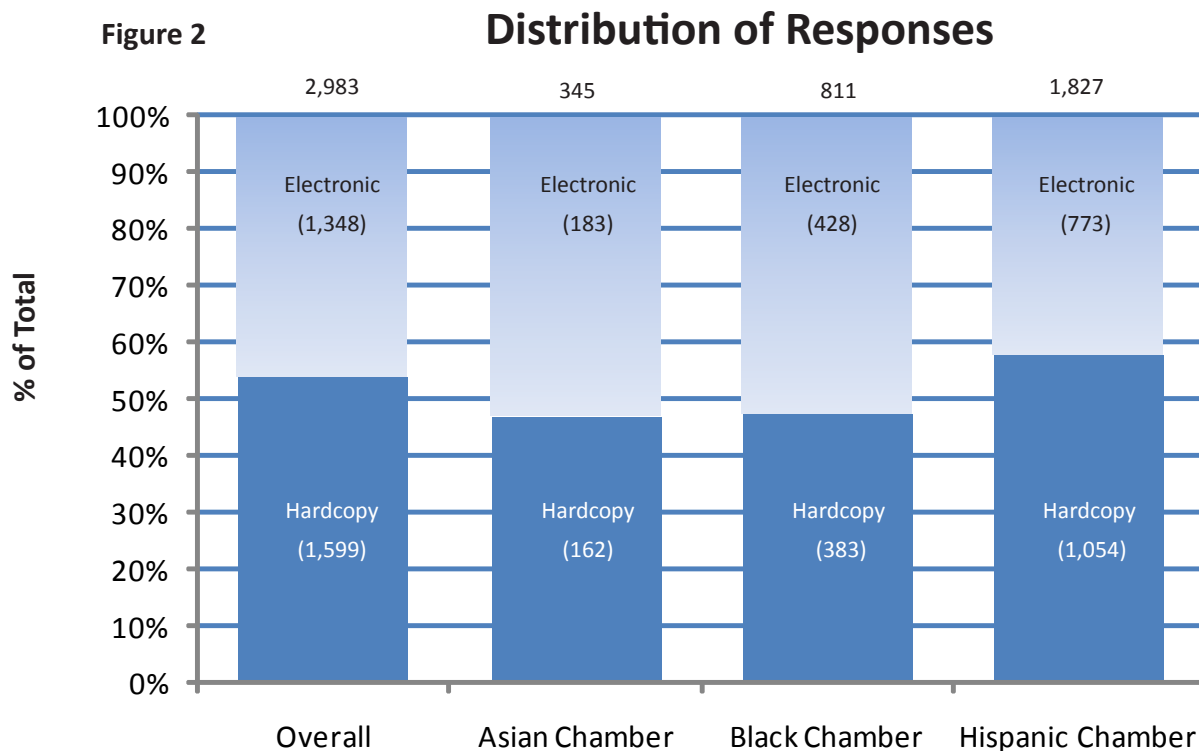 Figure 2
Distribution of Responses
2,983 345 811 1,827
100%
90%
80%
70%
60%
50%
40%
30%
20%
10%
0%
% of Total
Electronic Electronic Electronic Electronic
(1,348) (183) (428) (773)
Hardcopy Hardcopy Hardcopy Hardcopy
(1,599) (162) (383) (1,054)
Overall Asian Chamber Black Chamber Hispanic Chamber